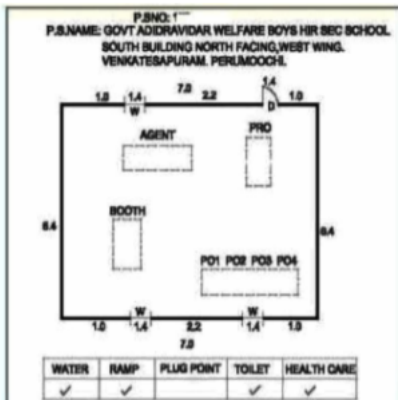 P.SNO: 1
P.S.NAME: GOVT ADIDRAVIDAR WELFARE BOYS HIR SEC SCHOOL
SOUTH BUILDING NORTH FACING,WEST WING.
VENKATESAPURAM. PERUMOOCHI.
7.0
1.0 1.4 2.2 1.4 1.0
W D
AGENT PRO
BOOTH
6.4 6.4
PO1 PO2 PO3 PO4
W W
1.0 1.4 2.2 1.4 1.0
7.0
WATER RAMP PLUG POINT TOILET HEALTH CARE
✓ ✓ ✓ ✓